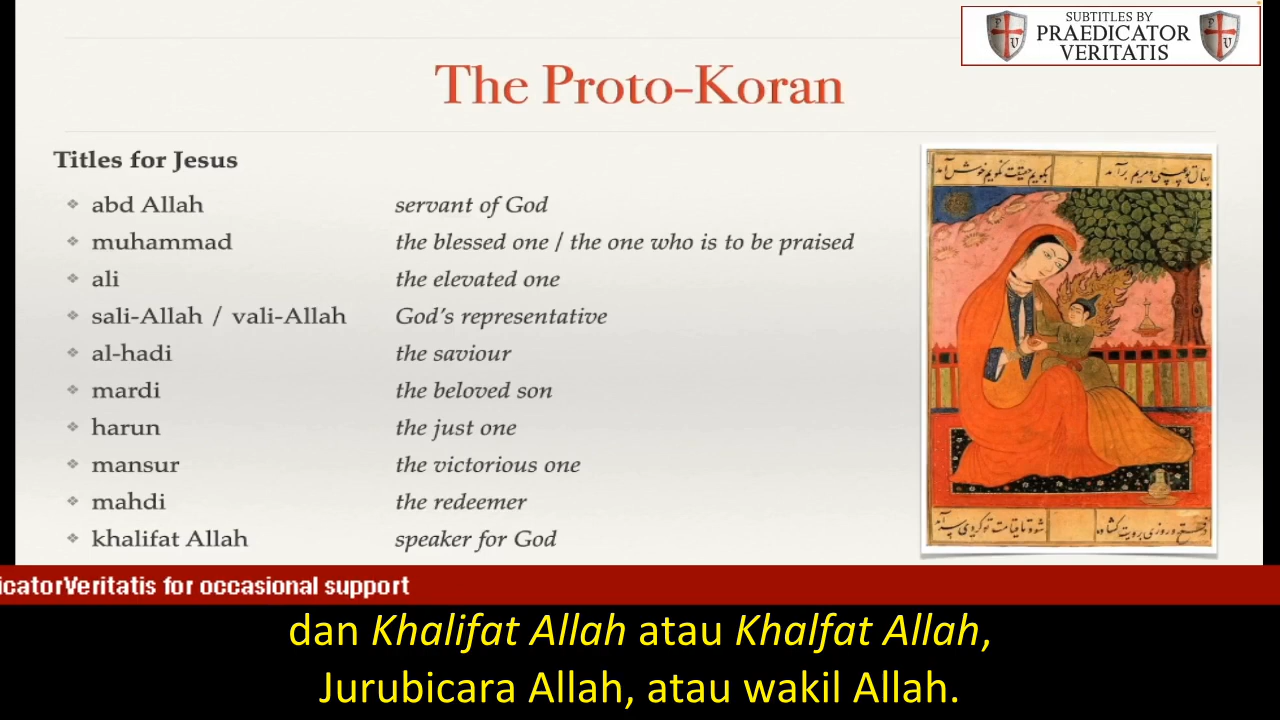 SUBTITLES BY
PRAEDICATOR
VERITATIS
The Proto-Koran
Titles for Jesus
abd Allah servant of God
muhammad the blessed one / the one who is to be praised
ali the elevated one
sali-Allah / vali-Allah God's representative
al-hadi the saviour
mardi the beloved son
harun the just one
mansur the victorious one
mahdi the redeemer
khalifat Allah speaker for God
icatorVeritatis for occasional support
dan Khalifat Allah atau Khalfat Allah,
Jurubicara Allah, atau wakil Allah.